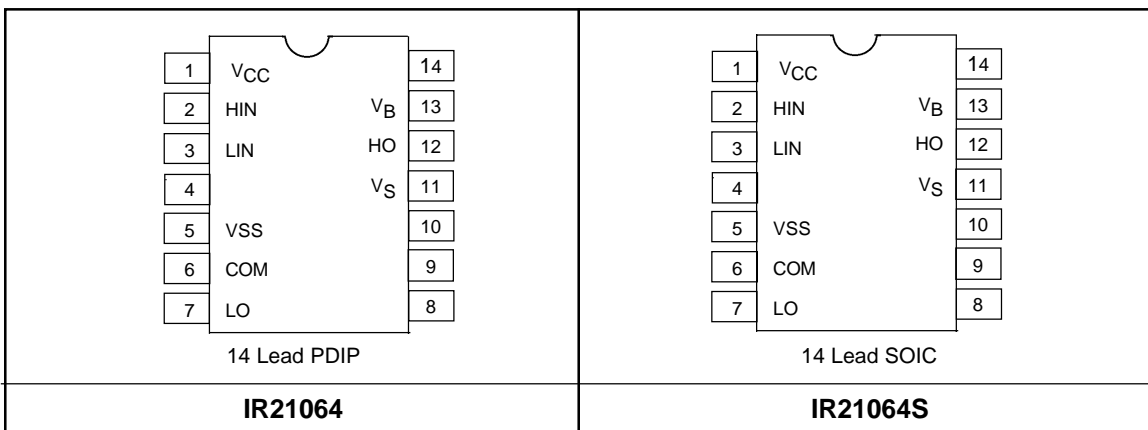 1 VCC 14
2 HIN VB 13
3 LIN HO 12
4 VS 11
5 VSS 10
6 COM 9
7 LO 8
14 Lead PDIP
IR21064
1 VCC 14
2 HIN VB 13
3 LIN HO 12
4 VS 11
5 VSS 10
6 COM 9
7 LO 8
14 Lead SOIC
IR21064S